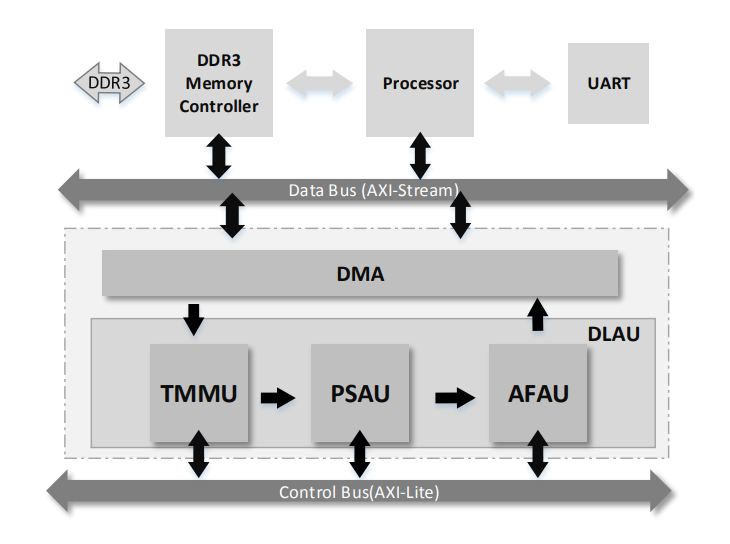 DDR3
DDR3
Memory
Controller
Processor
UART
Data Bus (AXI-Stream)
DMA
DLAU
TMMU
PSAU
AFAU
Control Bus(AXI-Lite)